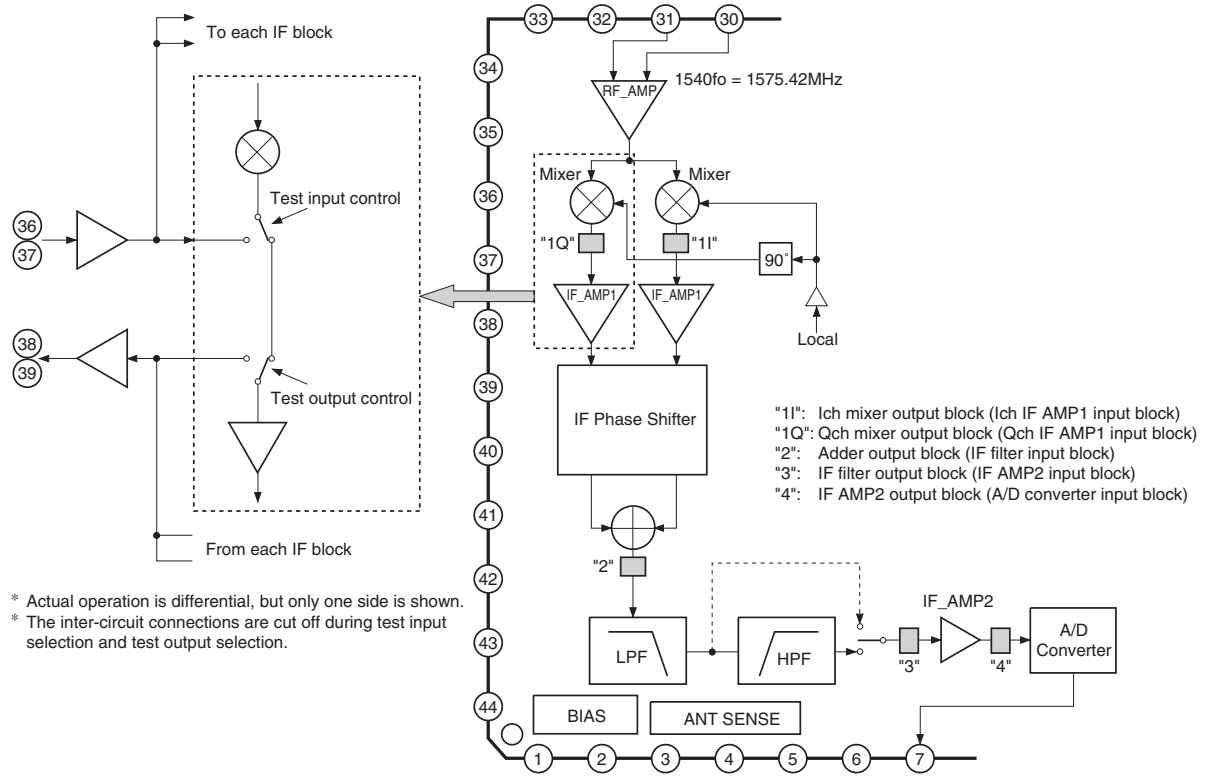 To each IF block
33
32
31
30
34
RF_AMP
1540fo = 1575.42MHz
35
Mixer
Mixer
36
Test input control
36
37
"1Q"
"1I"
90°
37
IF_AMP1
IF_AMP1
38
Local
38
39
Test output control
39
IF Phase Shifter
40
"1I": Ich mixer output block (Ich IF AMP1 input block)
"1Q": Qch mixer output block (Qch IF AMP1 input block)
"2": Adder output block (IF filter input block)
"3": IF filter output block (IF AMP2 input block)
"4": IF AMP2 output block (A/D converter input block)
41
From each IF block
"2"
42
* Actual operation is differential, but only one side is shown.
* The inter-circuit connections are cut off during test input
selection and test output selection.
IF_AMP2
43
LPF
HPF
"3"
"4"
A/D
Converter
44
BIAS
ANT SENSE
1
2
3
4
5
6
7